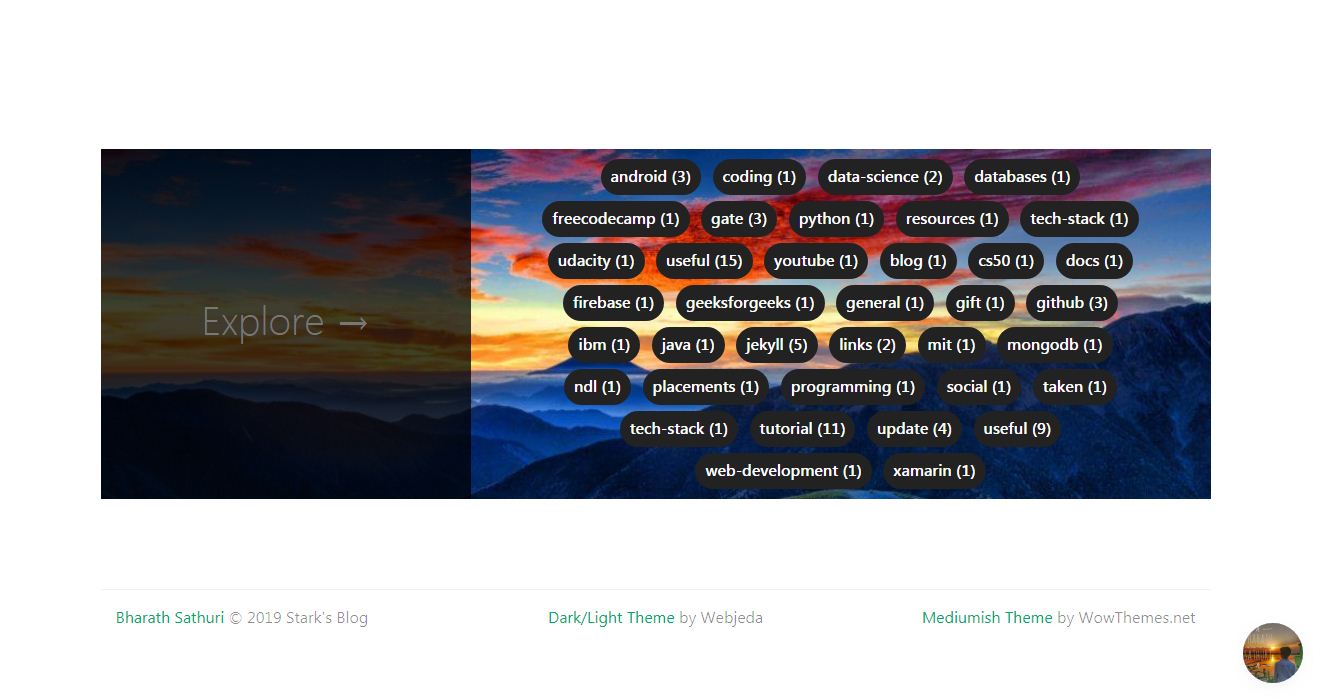 Explore →
android (3) coding (1) data-science (2) databases (1)
freecodecamp (1) gate (3) python (1) resources (1) tech-stack (1)
udacity (1) useful (15) youtube (1) blog (1) cs50 (1) docs (1)
firebase (1) geeksforgeeks (1) general (1) gift (1) github (3)
ibm (1) java (1) jekyll (5) links (2) mit (1) mongodb (1)
ndl (1) placements (1) programming (1) social (1) taken (1)
tech-stack (1) tutorial (11) update (4) useful (9)
web-development (1) xamarin (1)
Bharath Sathuri © 2019 Stark's Blog
Dark/Light Theme by Webjeda
Mediumish Theme by WowThemes.net